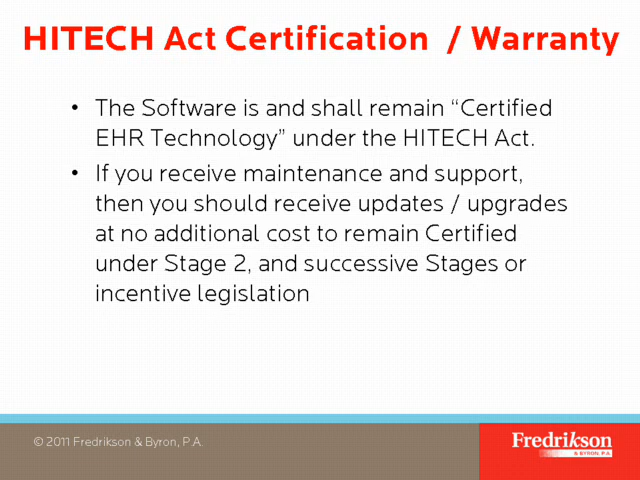 HITECH Act Certification / Warranty
• The Software is and shall remain “Certified
EHR Technology” under the HITECH Act.
• If you receive maintenance and support,
then you should receive updates / upgrades
at no additional cost to remain Certified
under Stage 2, and successive Stages or
incentive legislation
© 2011 Fredrikson & Byron, P.A.
Fredrikson
& BYRON, P.A.